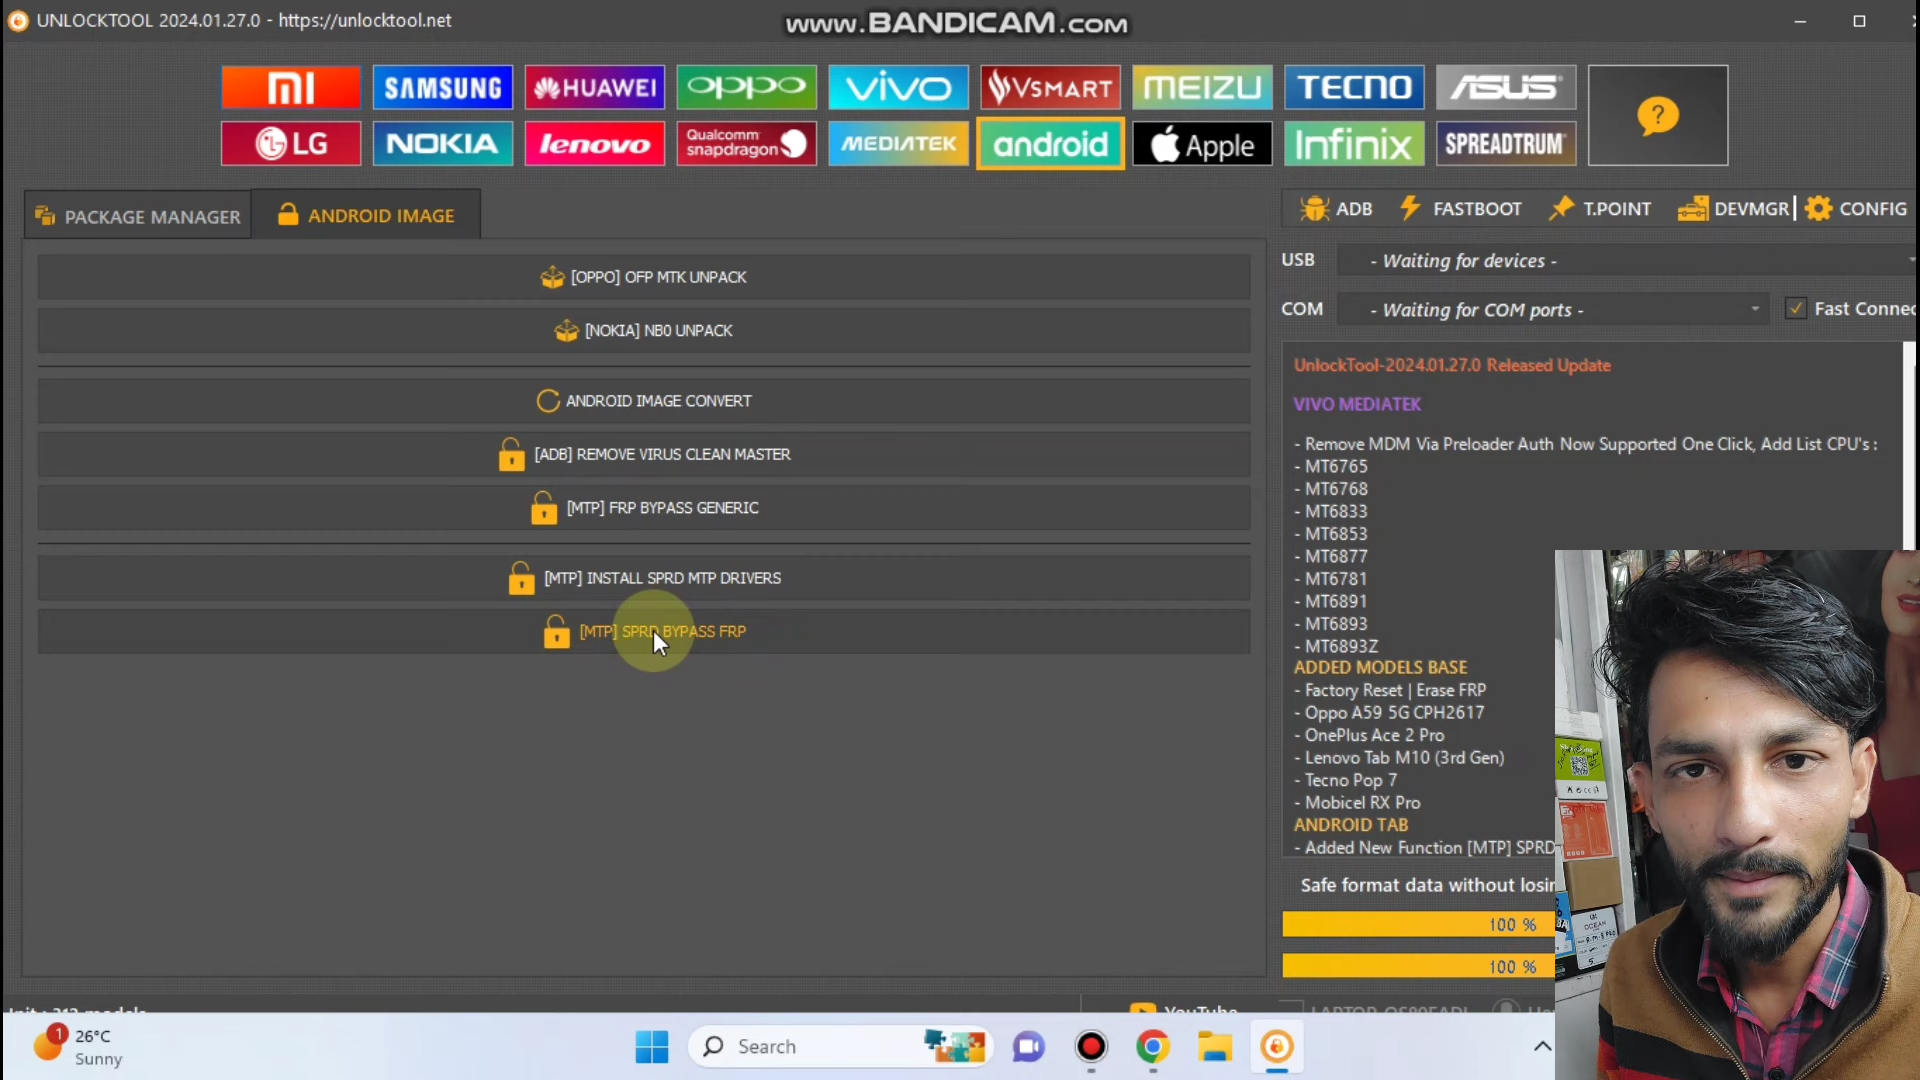 UNLOCKTOOL 2024.01.27.0 - https://unlocktool.net
www.BANDICAM.com
MI SAMSUNG HUAWEI oppo vivo VSMART MEIZU TECNO ASUS ?
LG NOKIA lenovo Qualcomm snapdragon MEDIATEK android Apple Infinix SPREADTRUM
PACKAGE MANAGER ANDROID IMAGE
ADB FASTBOOT T.POINT DEVMGR CONFIG
[OPPO] OFP MTK UNPACK
[NOKIA] NB0 UNPACK
ANDROID IMAGE CONVERT
[ADB] REMOVE VIRUS CLEAN MASTER
[MTP] FRP BYPASS GENERIC
[MTP] INSTALL SPRD MTP DRIVERS
[MTP] SPRD BYPASS FRP
USB - Waiting for devices -
COM - Waiting for COM ports - Fast Connec
UnlockTool-2024.01.27.0 Released Update
VIVO MEDIATEK
- Remove MDM Via Preloader Auth Now Supported One Click, Add List CPU's :
- MT6765
- MT6768
- MT6833
- MT6853
- MT6877
- MT6781
- MT6891
- MT6893
- MT6893Z
ADDED MODELS BASE
- Factory Reset | Erase FRP
- Oppo A59 5G CPH2617
- OnePlus Ace 2 Pro
- Lenovo Tab M10 (3rd Gen)
- Tecno Pop 7
- Mobicel RX Pro
ANDROID TAB
- Added New Function [MTP] SPRD
Safe format data without losin
100 %
100 %
YouTube
1
26°C
Sunny
Search